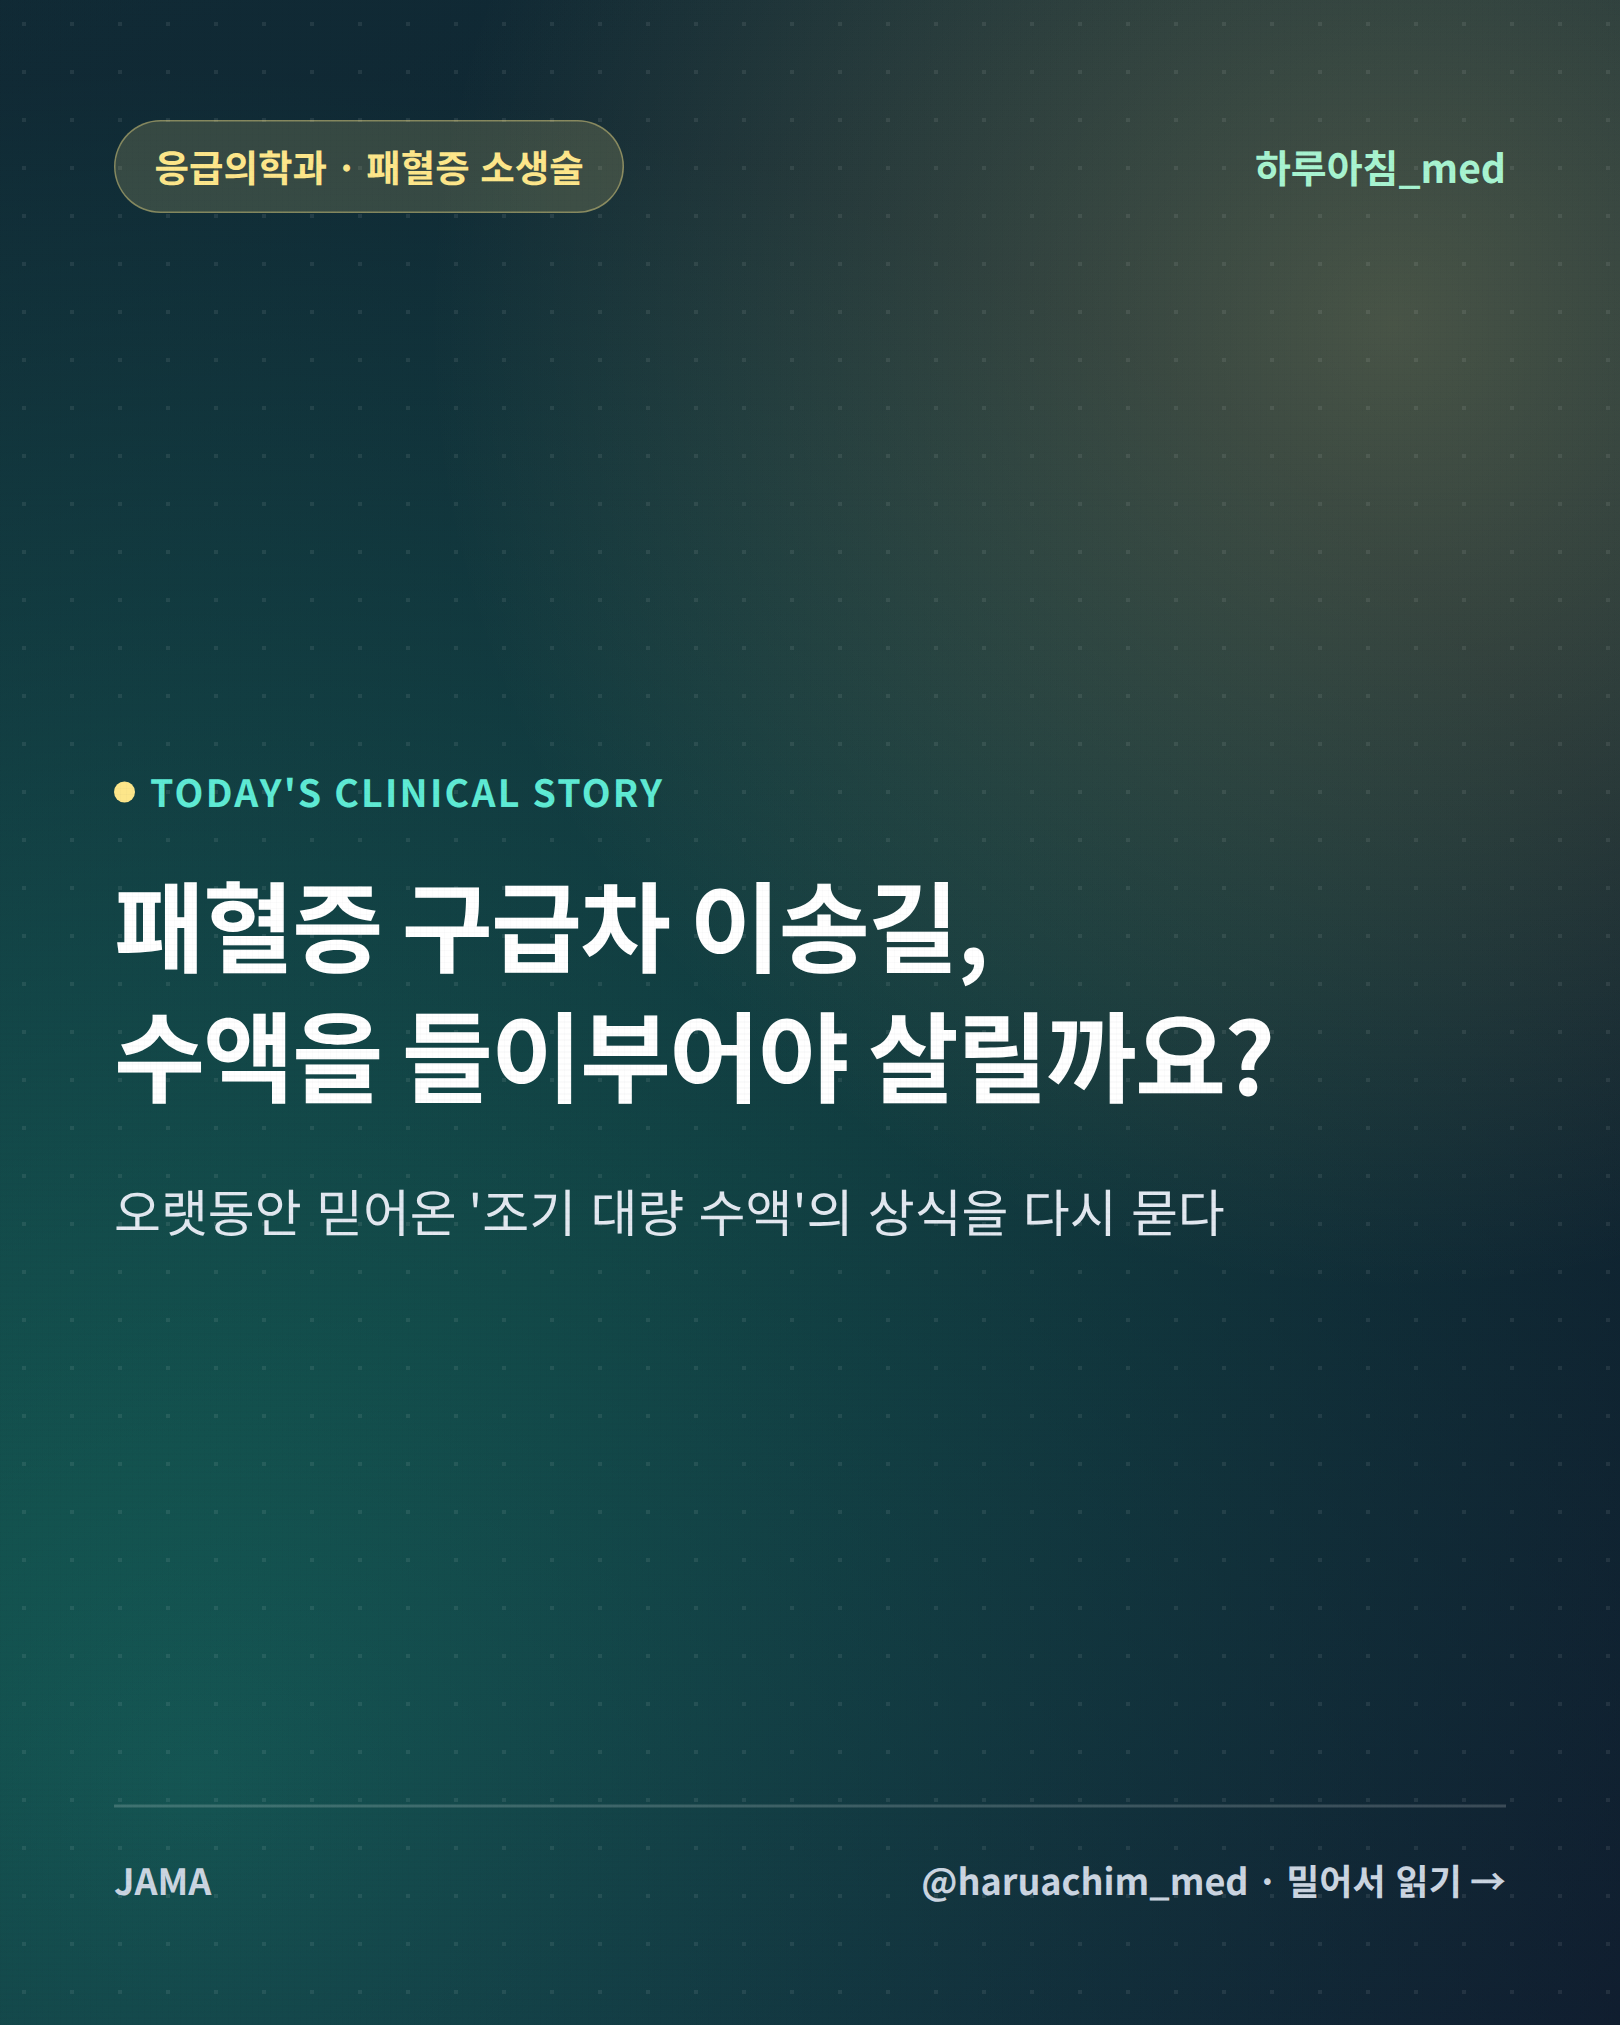 응급의학과 · 패혈증 소생술
하루아침_med
TODAY'S CLINICAL STORY
패혈증 구급차 이송길,
수액을 들이부어야 살릴까요?
오랫동안 믿어온 '조기 대량 수액'의 상식을 다시 묻다
JAMA
@haruachim_med · 밀어서 읽기 →